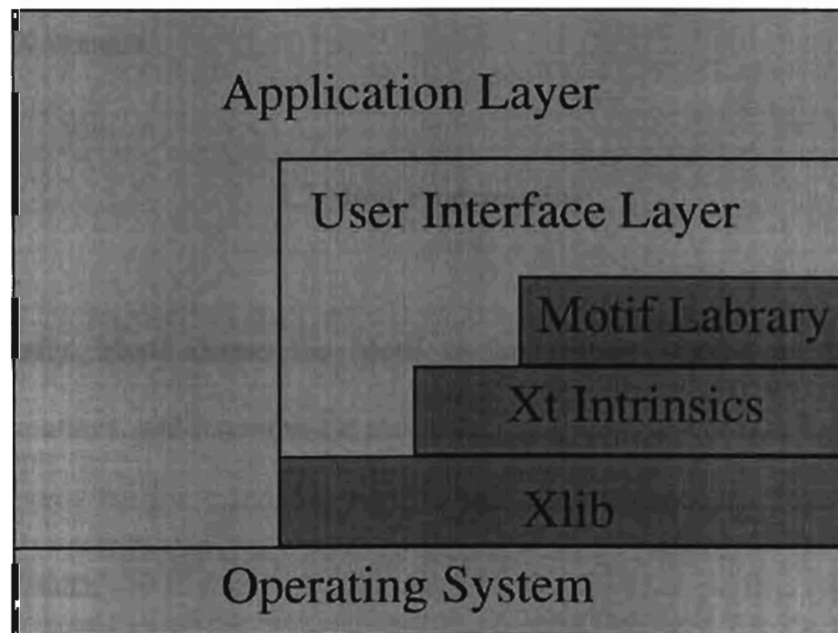 Application Layer
User Interface Layer
Motif Labrary
Xt Intrinsics
Xlib
Operating System